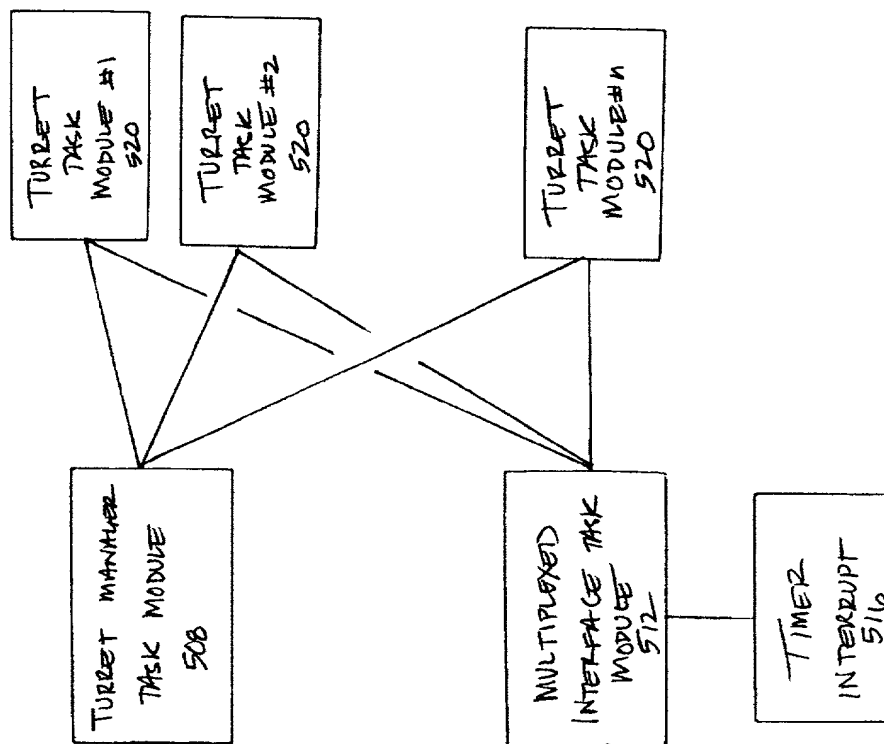 TURRET
TASK
MODULE #1
520
TURRET
TASK
MODULE #2
520
TURRET
TASK
MODULE #n
520
TURRET MANAGER
TASK MODULE
508
MULTIPLEXED
INTERFACE TASK
MODULE
512
TIMER
INTERRUPT
516